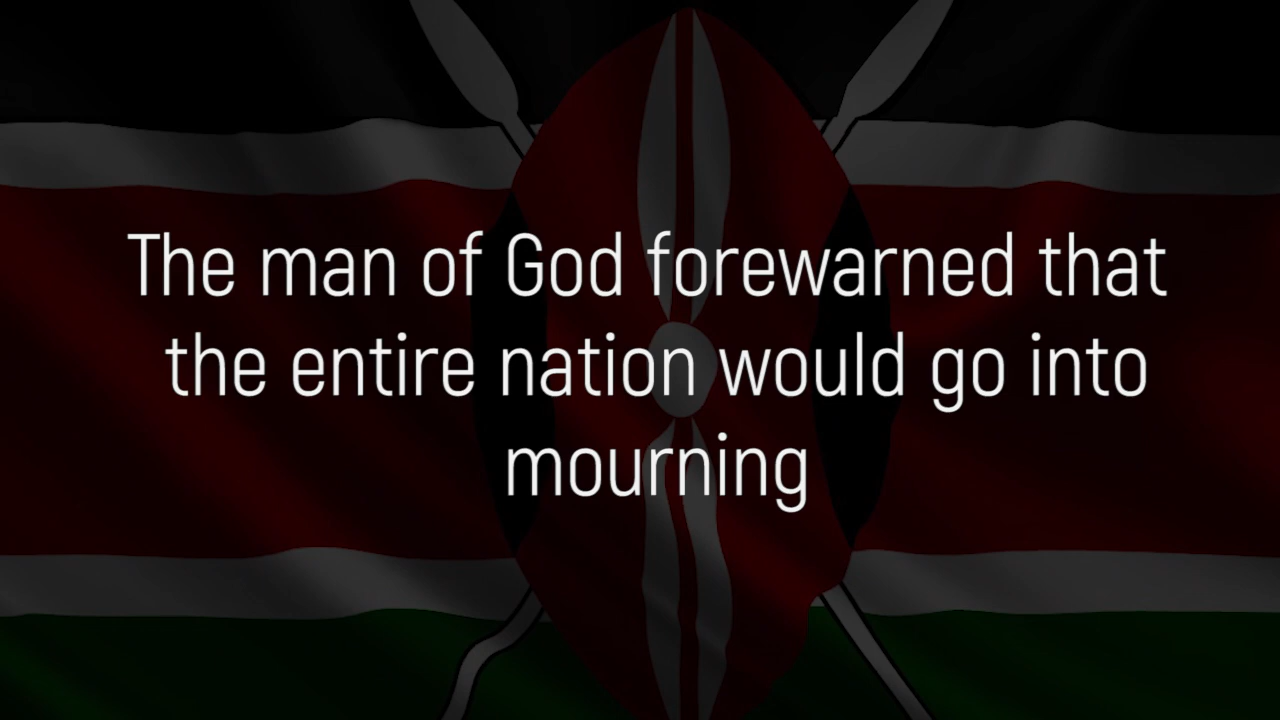 The man of God forewarned that
the entire nation would go into
mourning